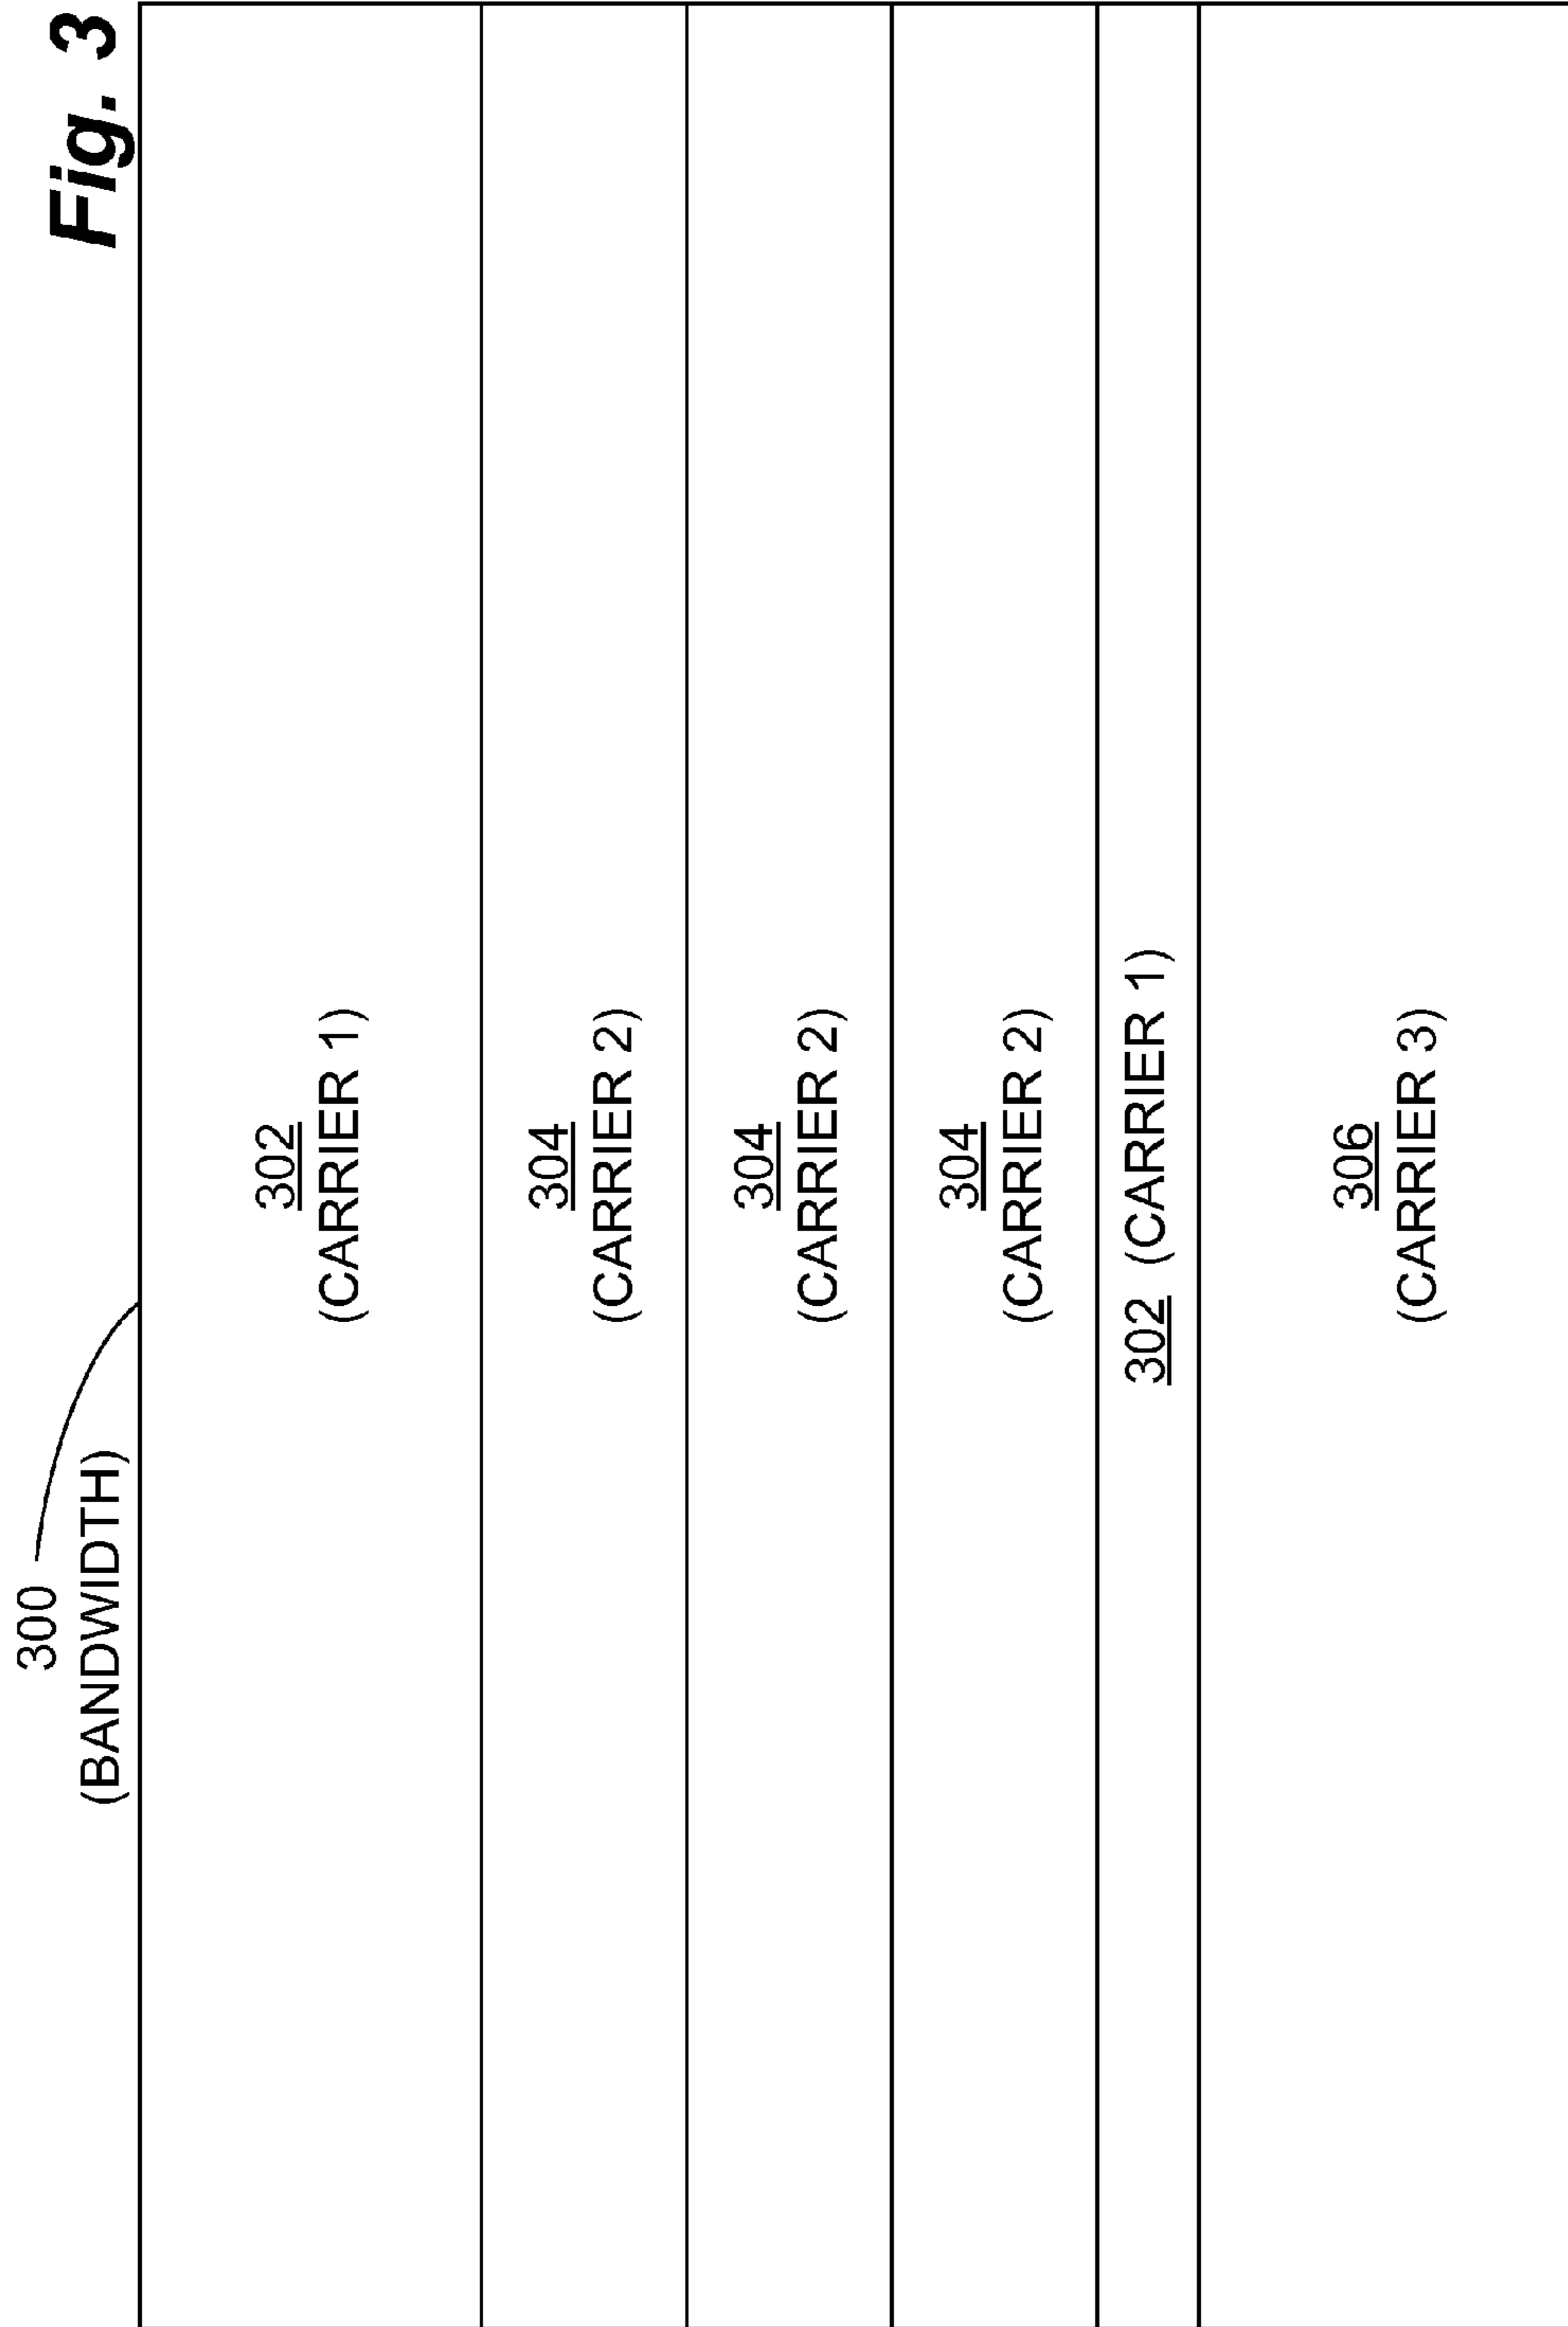 Fig. 3
300
(BANDWIDTH)
302
(CARRIER 1)
304
(CARRIER 2)
304
(CARRIER 2)
304
(CARRIER 2)
302 (CARRIER 1)
306
(CARRIER 3)